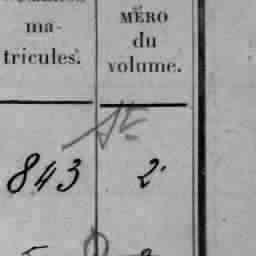 ma-
tricules.
MÉRO
du
volume.
843
2.